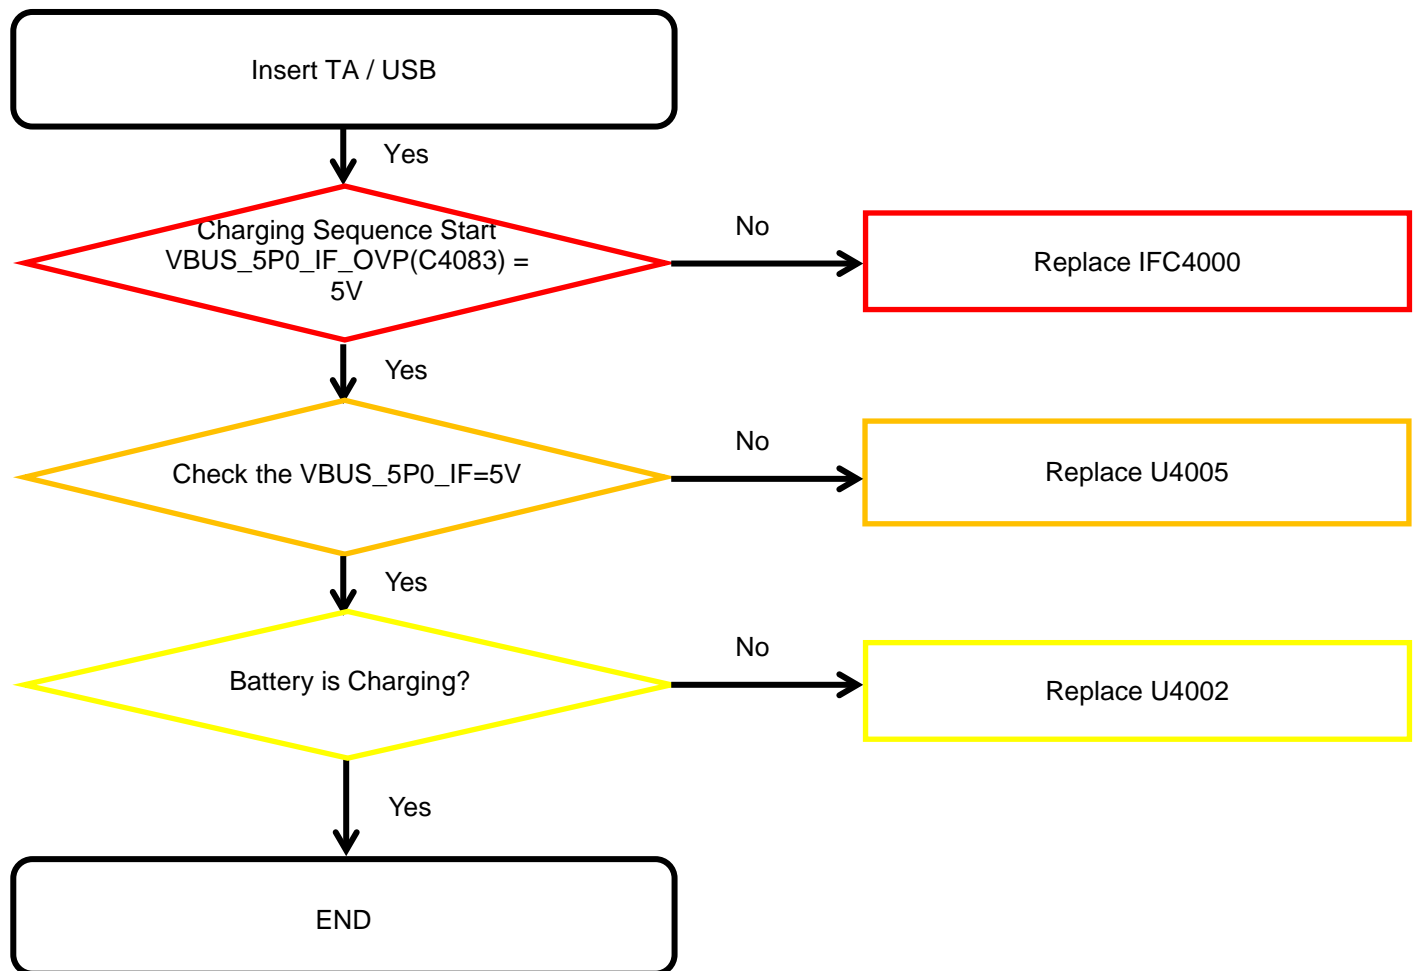 Insert TA / USB
Yes
Charging Sequence Start
VBUS_5P0_IF_OVP(C4083) =
5V
No
Replace IFC4000
Yes
Check the VBUS_5P0_IF=5V
No
Replace U4005
Yes
Battery is Charging?
No
Replace U4002
Yes
END